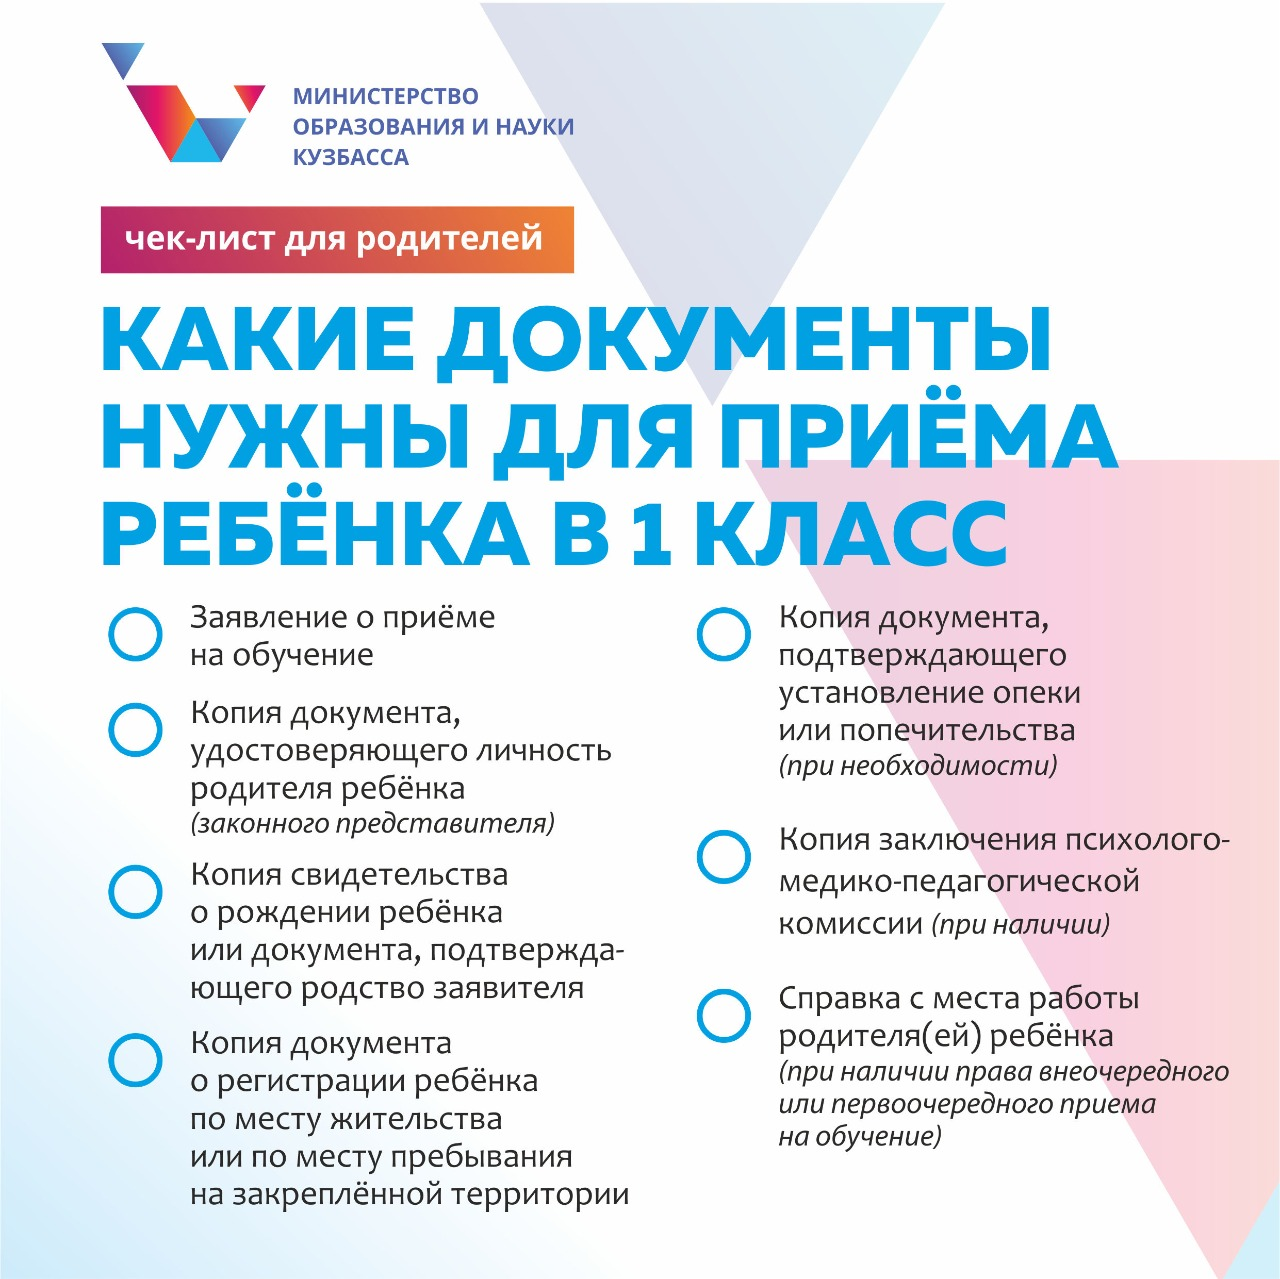 МИНИСТЕРСТВО
ОБРАЗОВАНИЯ И НАУКИ
КУЗБАССА
чек-лист для родителей
КАКИЕ ДОКУМЕНТЫ
НУЖНЫ ДЛЯ ПРИЁМА
РЕБЁНКА В 1 КЛАСС
Заявление о приёме
на обучение
Копия документа,
удостоверяющего личность
родителя ребёнка
(законного представителя)
Копия свидетельства
о рождении ребёнка
или документа, подтвержда-
ющего родство заявителя
Копия документа
о регистрации ребёнка
по месту жительства
или по месту пребывания
на закреплённой территории
Копия документа,
подтверждающего
установление опеки
или попечительства
(при необходимости)
Копия заключения психолого-
медико-педагогической
комиссии (при наличии)
Справка с места работы
родителя(ей) ребёнка
(при наличии права внеочередного
или первоочередного приема
на обучение)